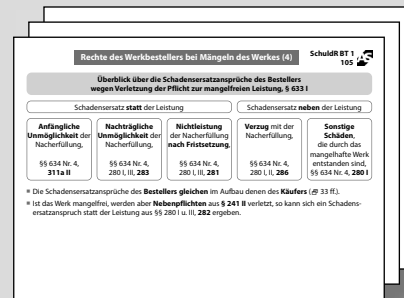 Rechte des Werkbestellers bei Mängeln des Werkes (4)
SchuldR BT 1
105
AS
Überblick über die Schadensersatzansprüche des Bestellers
wegen Verletzung der Pflicht zur mangelfreien Leistung, § 633 I
Schadensersatz statt der Leistung
Schadensersatz neben der Leistung
Anfängliche
Unmöglichkeit der
Nacherfüllung,
§§ 634 Nr. 4,
311a II
Nachträgliche
Unmöglichkeit der
Nacherfüllung,
§§ 634 Nr. 4,
280 I, III, 283
Nichtleistung
der Nacherfüllung
nach Fristsetzung,
§§ 634 Nr. 4,
280 I, III, 281
Verzug mit der
Nacherfüllung,
§§ 634 Nr. 4,
280 I, II, 286
Sonstige
Schäden,
die durch das
mangelhafte Werk
entstanden sind,
§§ 634 Nr. 4, 280 I
Die Schadensersatzansprüche des Bestellers gleichen im Aufbau denen des Käufers (33 ff.).
Ist das Werk mangelfrei, werden aber Nebenpflichten aus § 241 II verletzt, so kann sich ein Schadens-
ersatzanspruch statt der Leistung aus §§ 280 I u. III, 282 ergeben.